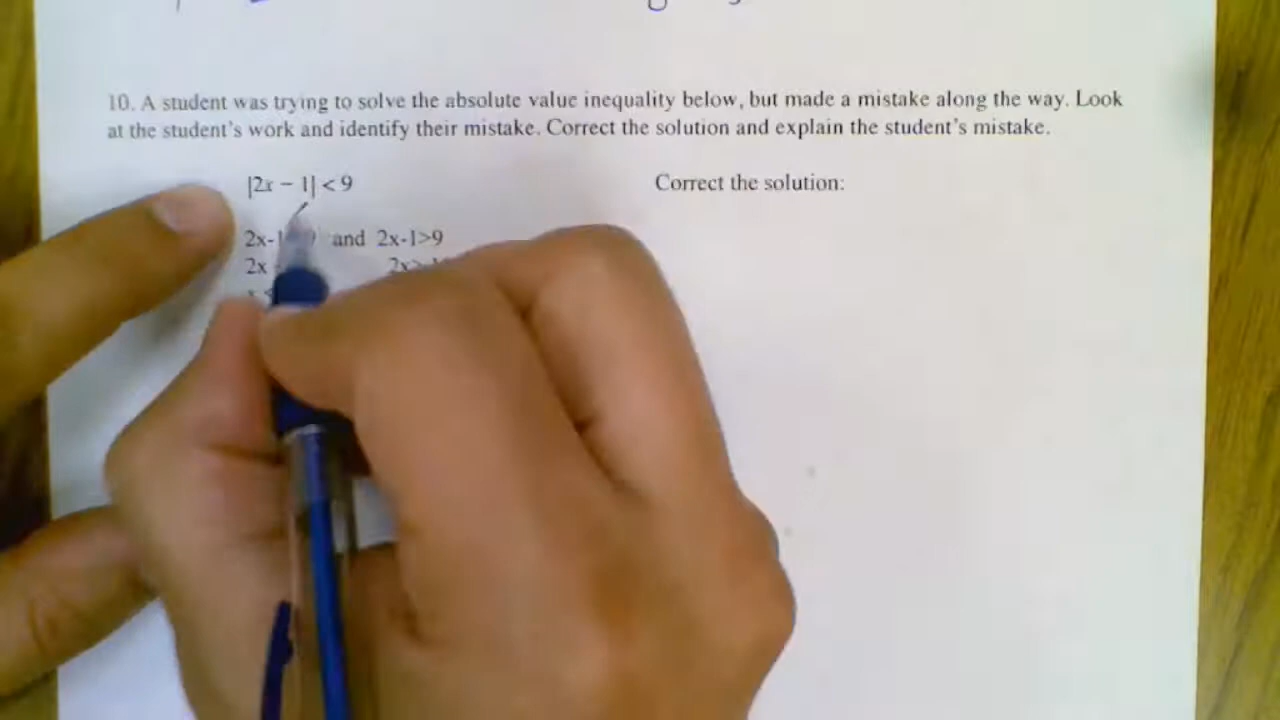 10. A student was trying to solve the absolute value inequality below, but made a mistake along the way. Look
at the student's work and identify their mistake. Correct the solution and explain the student's mistake.
|2x − 1| < 9
Correct the solution:
and 2x-1>9
2x